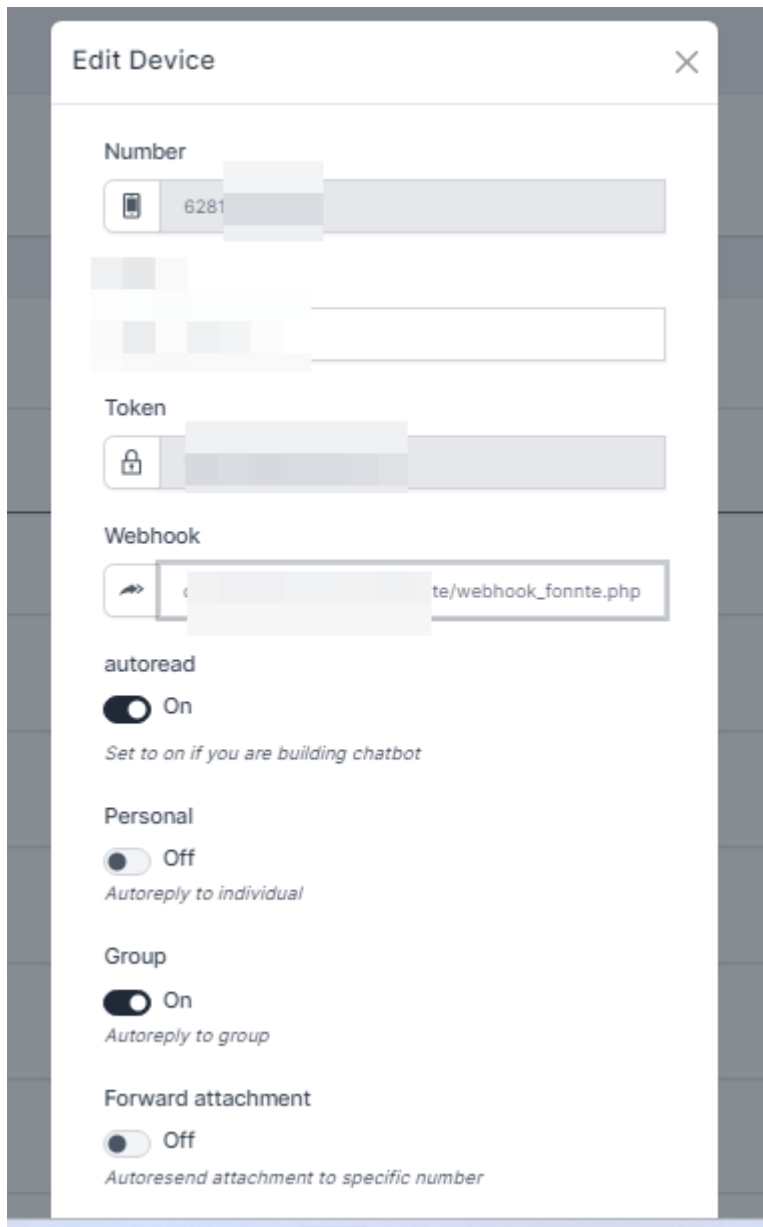 Edit Device
Number
6281
Token
Webhook
te/webhook_fonnte.php
autoread
On
Set to on if you are building chatbot
Personal
Off
Autoreply to individual
Group
On
Autoreply to group
Forward attachment
Off
Autoresend attachment to specific number